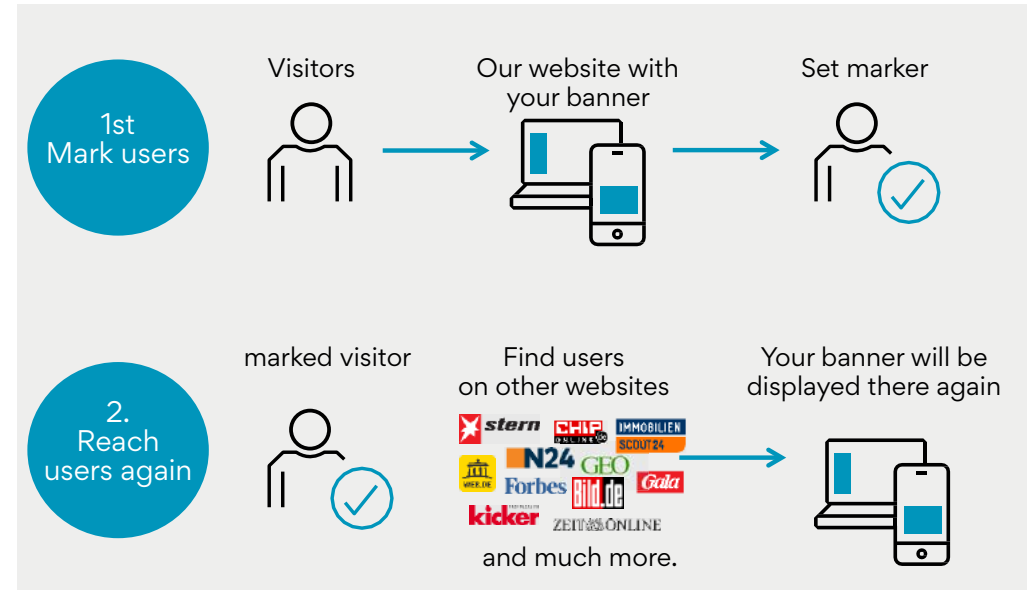 1st
Mark users
Visitors
Our website with
your banner
Set marker
2.
Reach
users again
marked visitor
Find users
on other websites
stern
CHIP
ONLINE
IMMOBILIEN
SCOUT24
WEB.DE
N24
GEO
Forbes
Bild.de
Gala
kicker
ZEIT ONLINE
and much more.
Your banner will be
displayed there again